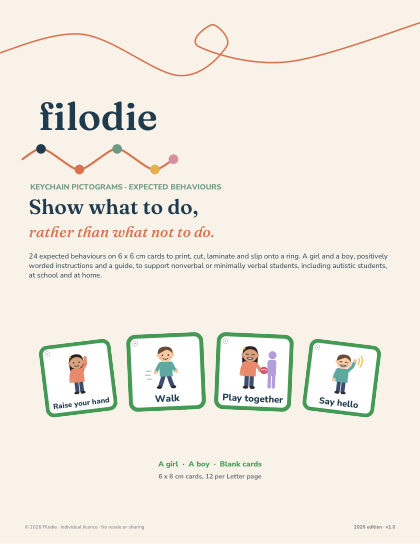 filodie
KEYCHAIN PICTOGRAMS · EXPECTED BEHAVIOURS
Show what to do,
rather than what not to do.
24 expected behaviours on 6 x 6 cm cards to print, cut, laminate and slip onto a ring. A girl and a boy, positively
worded instructions and a guide, to support nonverbal or minimally verbal students, including autistic students,
at school and at home.
Raise your hand
Walk
Play together
Say hello
A girl · A boy · Blank cards
6 x 6 cm cards, 12 per Letter page
© 2026 Filodie · Individual licence · No resale or sharing
2026 edition · v1.0